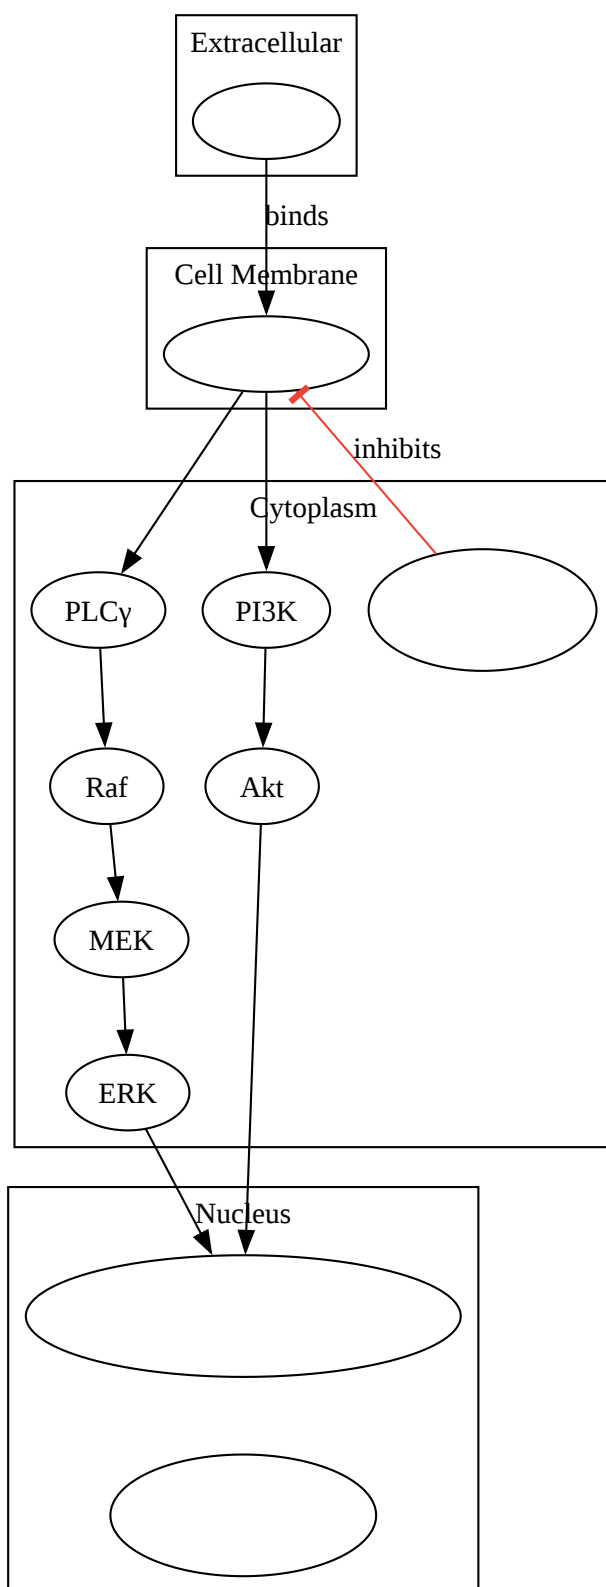 Extracellular
binds
Cell Membrane
inhibits
Cytoplasm
PLCγ
PI3K
Raf
Akt
MEK
ERK
Nucleus